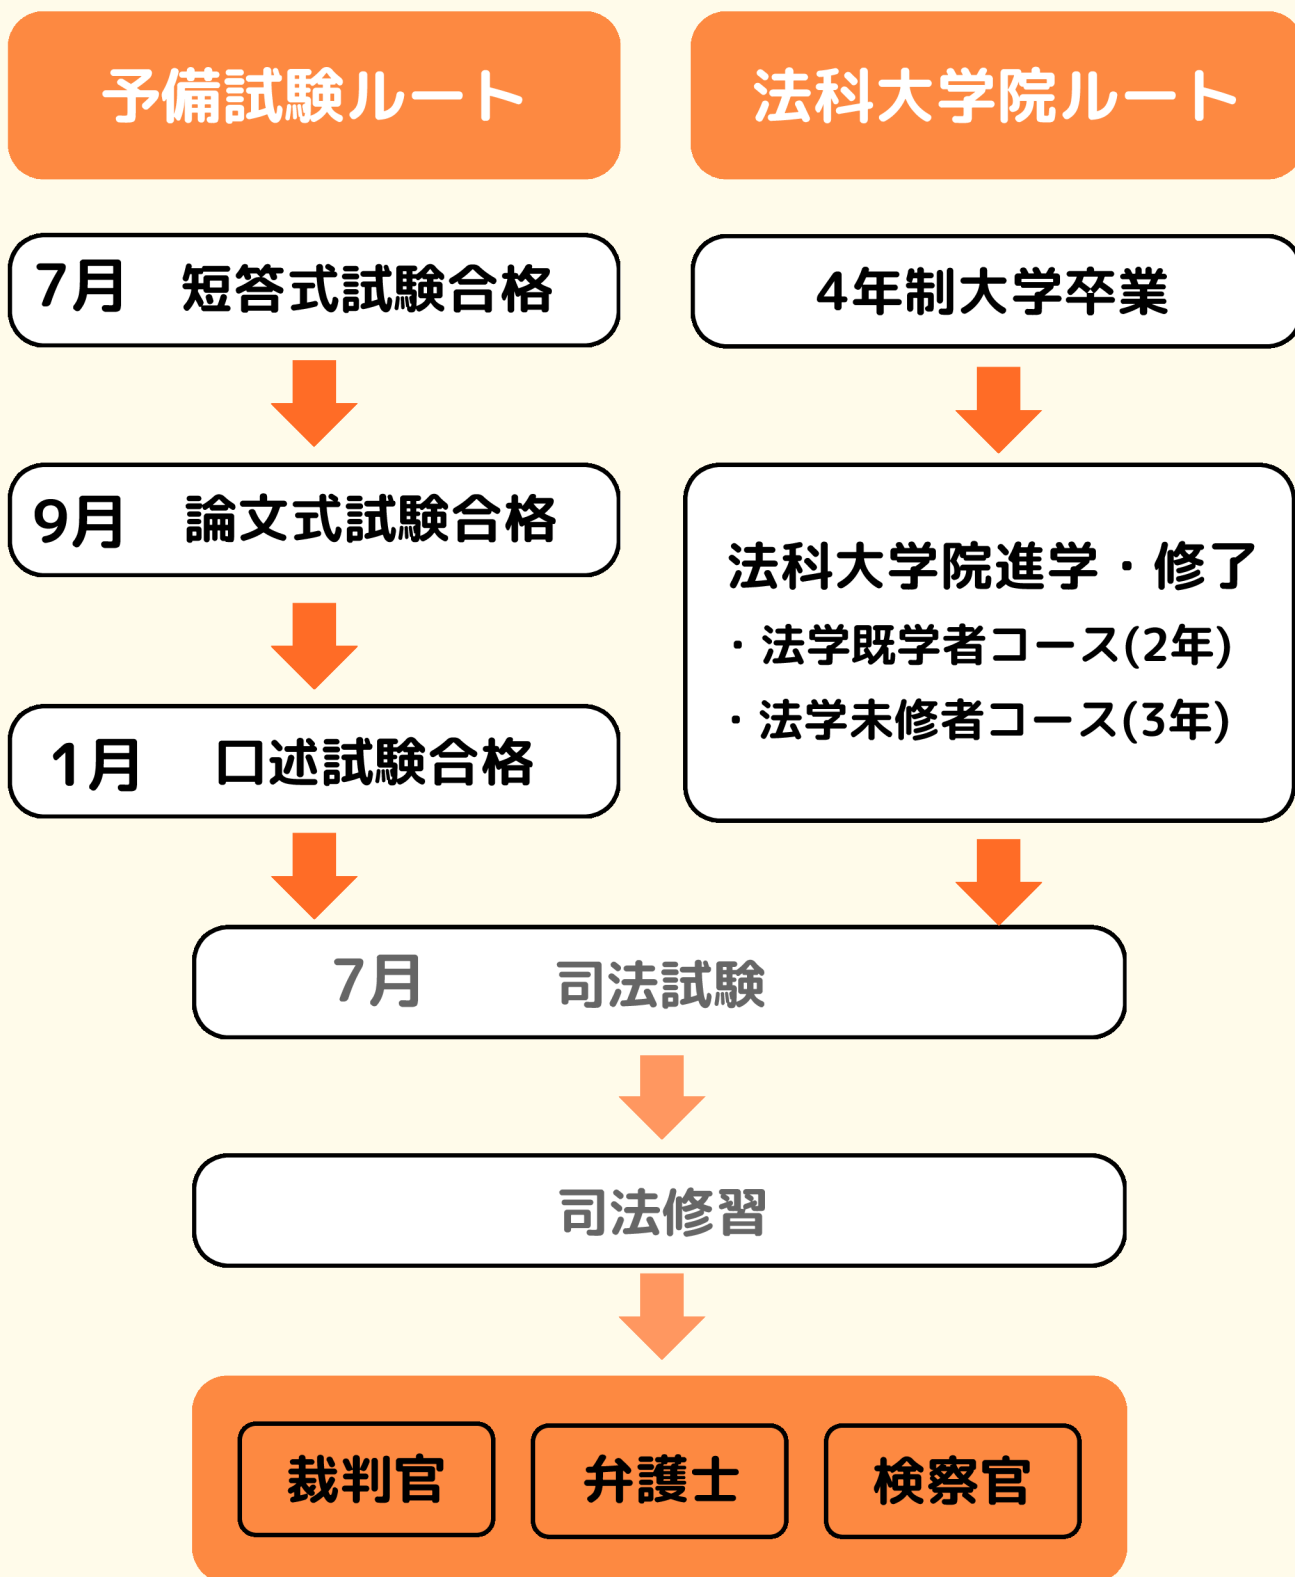 予備試験ルート
7月 短答式試験合格
9月 論文式試験合格
1月 口述試験合格
法科大学院ルート
4年制大学卒業
法科大学院進学・修了
・法学既学者コース(2年)
・法学未修者コース(3年)
7月 司法試験
司法修習
裁判官
弁護士
検察官